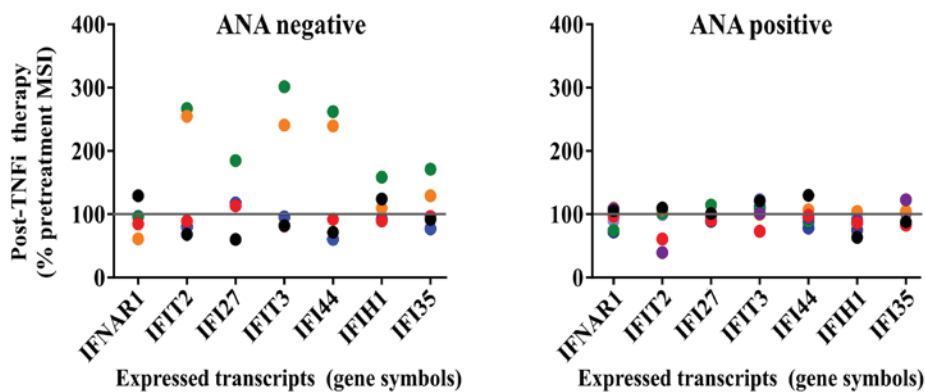 ANA negative
Post-TNFi therapy
(% pretreatment MSI)
400
300
200
100
0
IFNAR1
IFIT2
IFI27
IFIT3
IFI44
IFIH1
IFI35
Expressed transcripts (gene symbols)
ANA positive
400
300
200
100
0
IFNAR1
IFIT2
IFI27
IFIT3
IFI44
IFIH1
IFI35
Expressed transcripts (gene symbols)